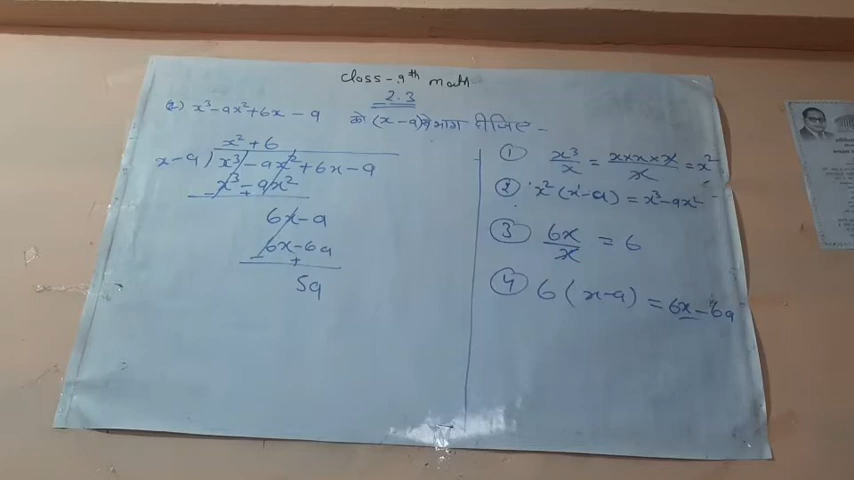 Class-9th math
2.3
(2) x³-ax²+6x-a को (x-a) से भाग दीजिए-
x²+6
x-a)x³-ax²+6x-a
x³-ax²
- +
6x-a
6x-6a
- +
5a
① x³/x = x×x×x/x = x²
② x²(x-a) = x³-ax²
③ 6x/x = 6
④ 6(x-a) = 6x-6a